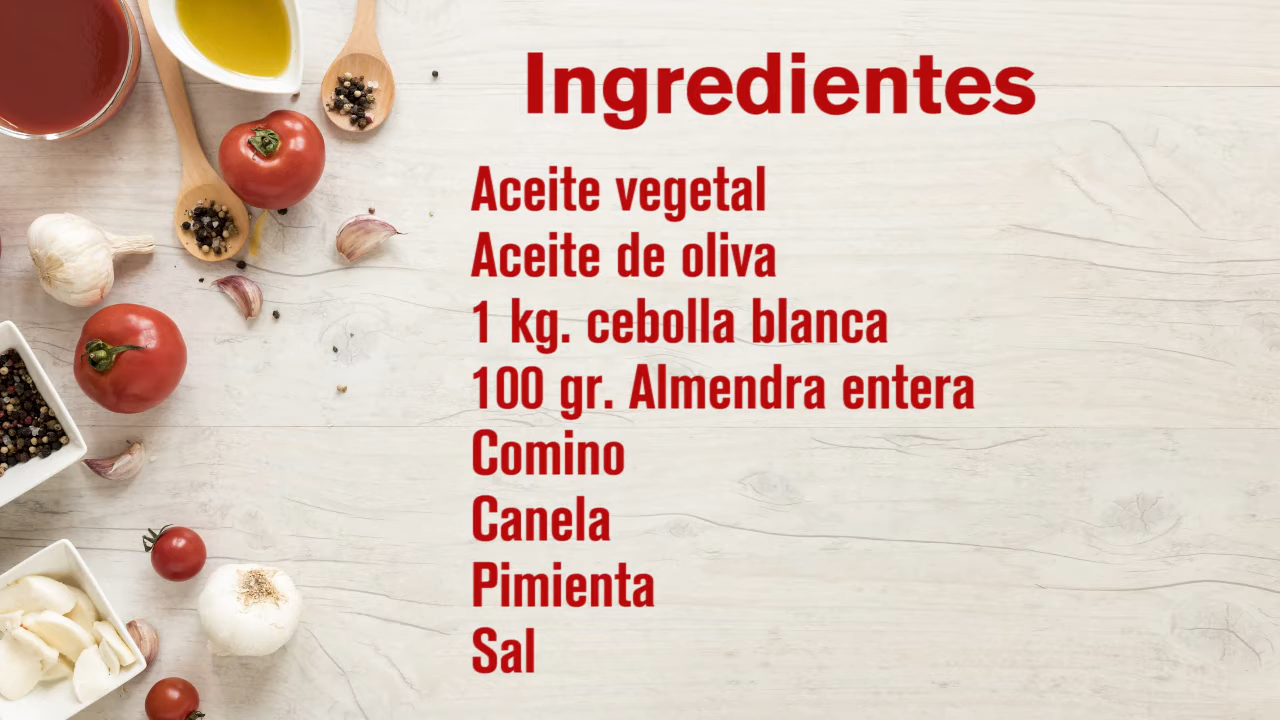 Ingredientes
Aceite vegetal
Aceite de oliva
1 kg. cebolla blanca
100 gr. Almendra entera
Comino
Canela
Pimienta
Sal